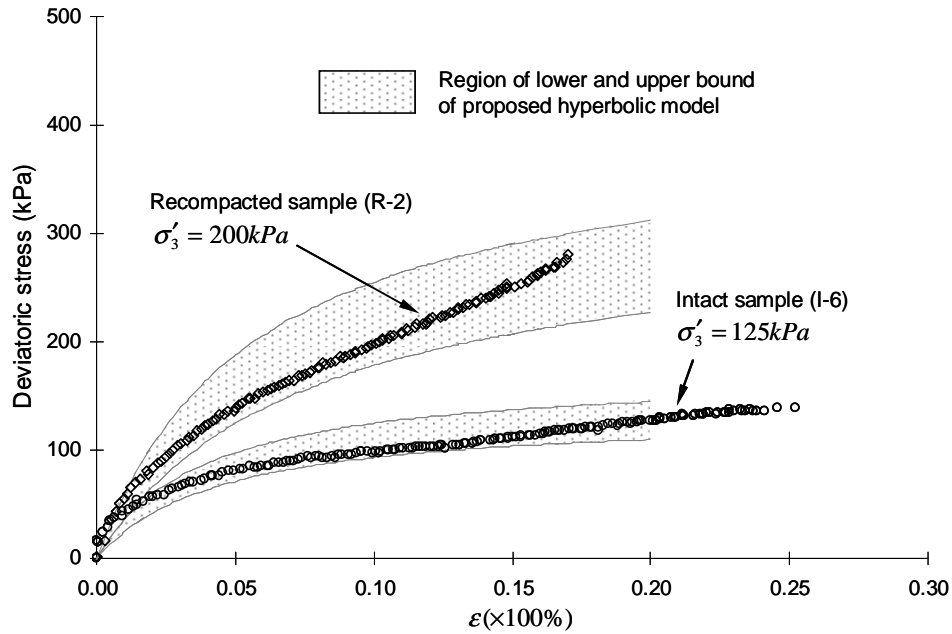 500
400
300
200
100
0
Deviatoric stress (kPa)
Region of lower and upper bound
of proposed hyperbolic model
Recompacted sample (R-2)
σ′₃ = 200kPa
Intact sample (I-6)
σ′₃ = 125kPa
0.00 0.05 0.10 0.15 0.20 0.25 0.30
ε(×100%)